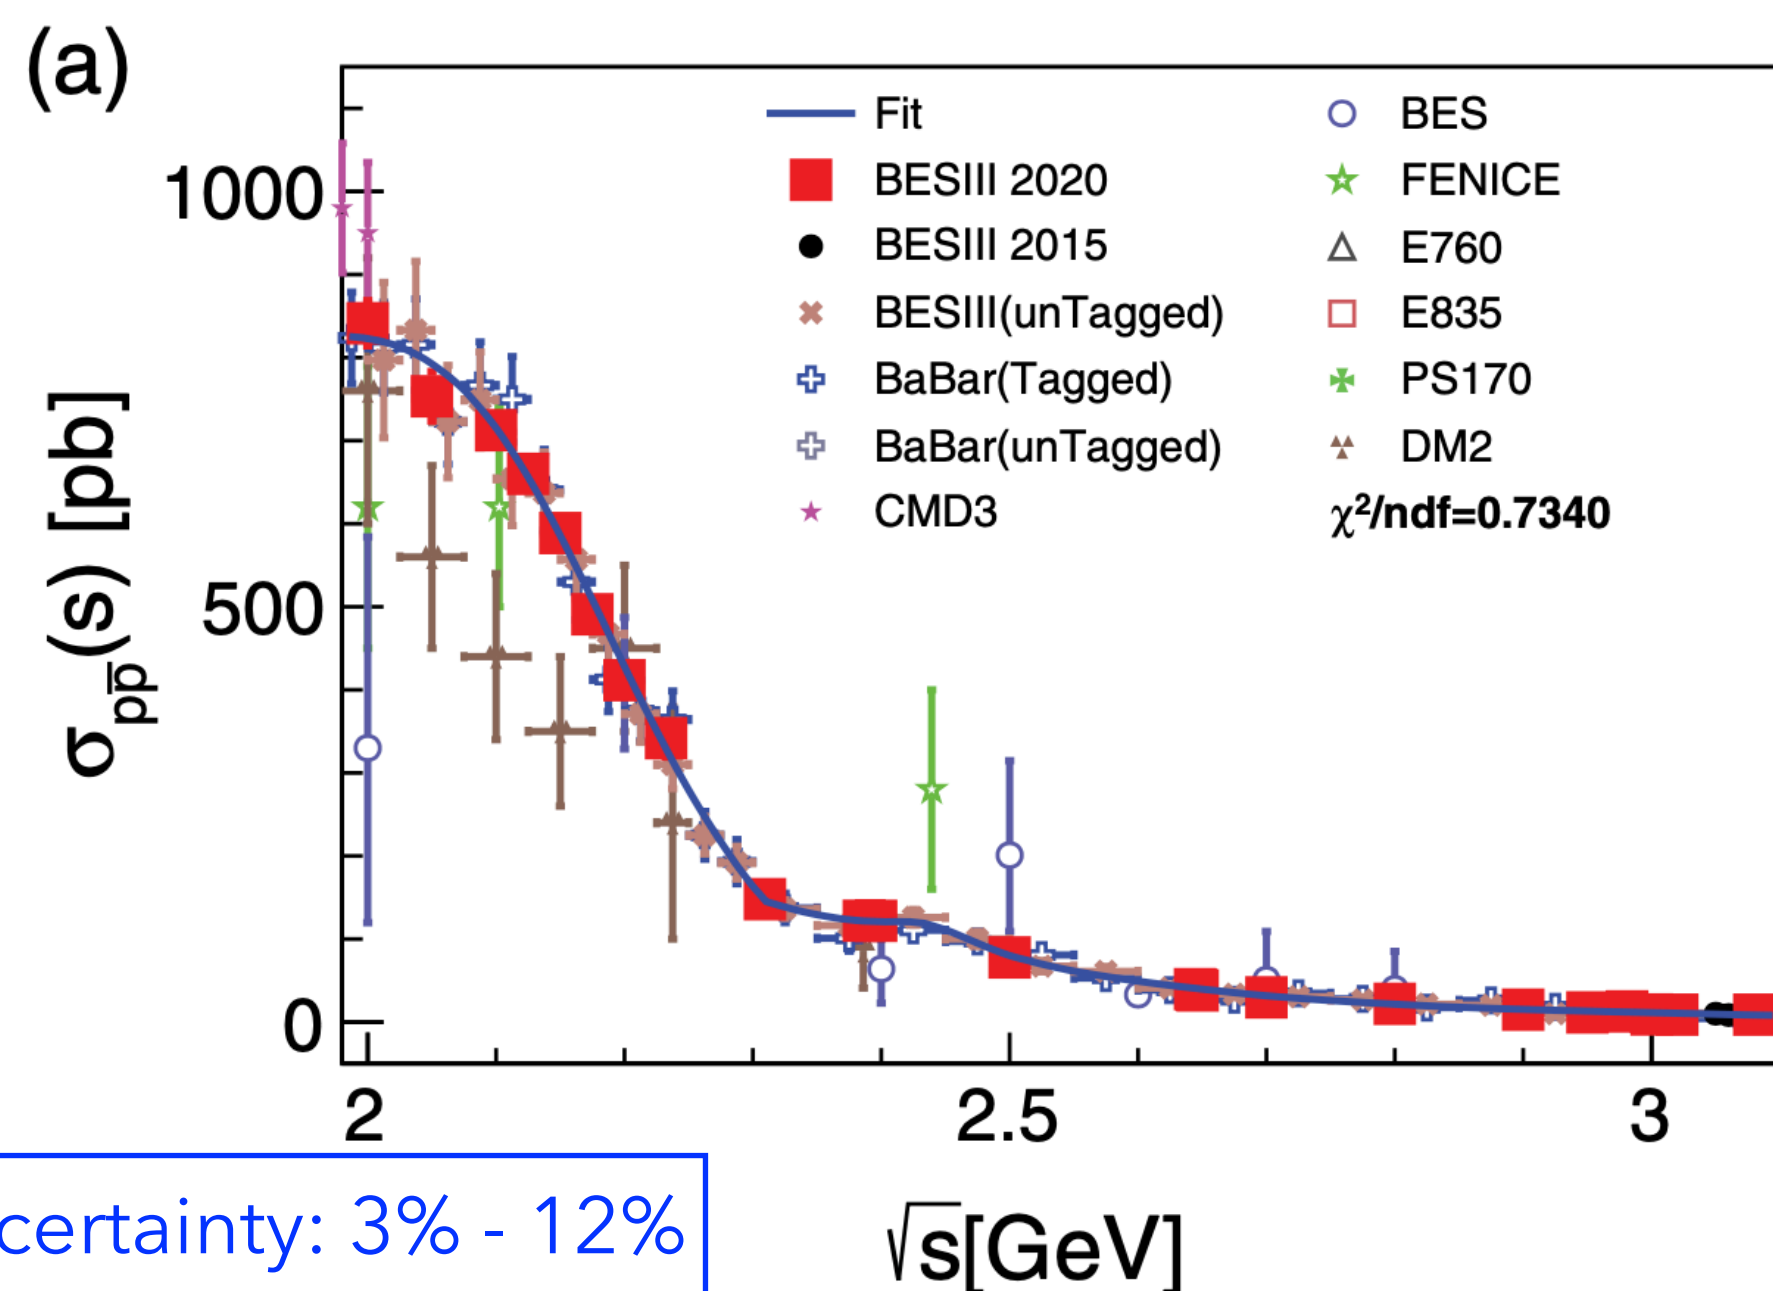 (a)
σpp̅(s) [pb]
1000
500
0
Fit
BESIII 2020
BESIII 2015
BESIII(unTagged)
BaBar(Tagged)
BaBar(unTagged)
CMD3
BES
FENICE
E760
E835
PS170
DM2
χ²/ndf=0.7340
2
2.5
3
√s[GeV]
certainty: 3% - 12%